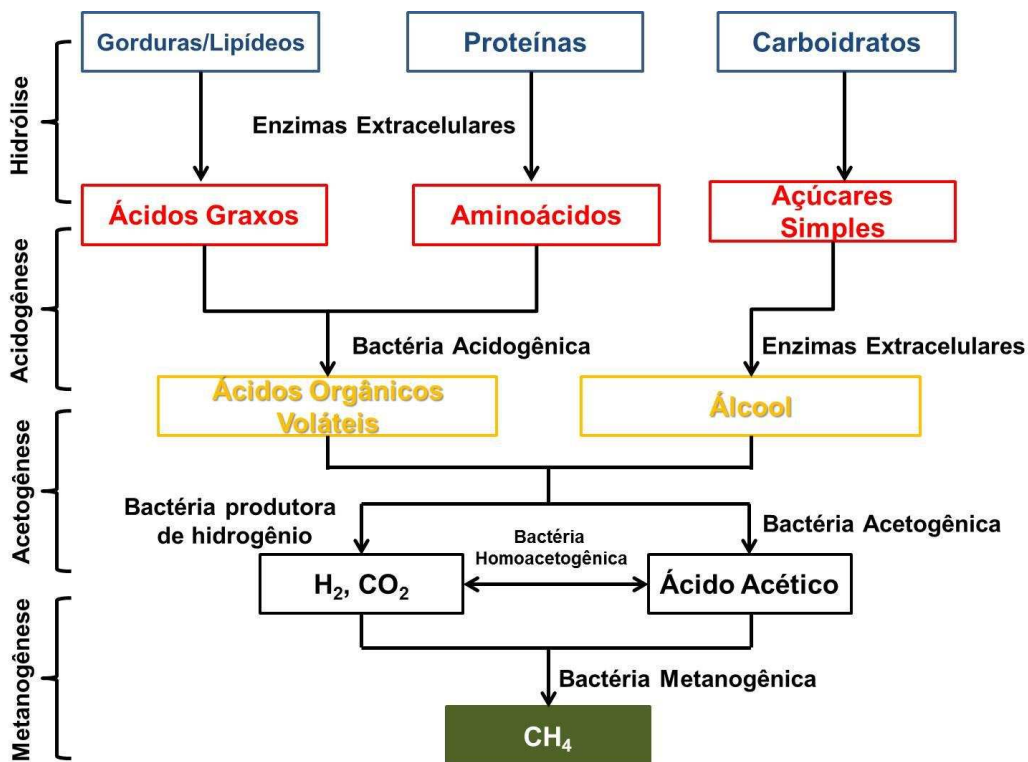 Gorduras/Lipídeos
Proteínas
Carboidratos
Hidrólise
Enzimas Extracelulares
Ácidos Graxos
Aminoácidos
Açúcares
Simples
Acidogênese
Bactéria Acidogênica
Enzimas Extracelulares
Ácidos Orgânicos
Voláteis
Álcool
Acetogênese
Bactéria produtora
de hidrogênio
Bactéria
Homoacetogênica
Bactéria Acetogênica
H₂, CO₂
Ácido Acético
Metanogênese
Bactéria Metanogênica
CH₄